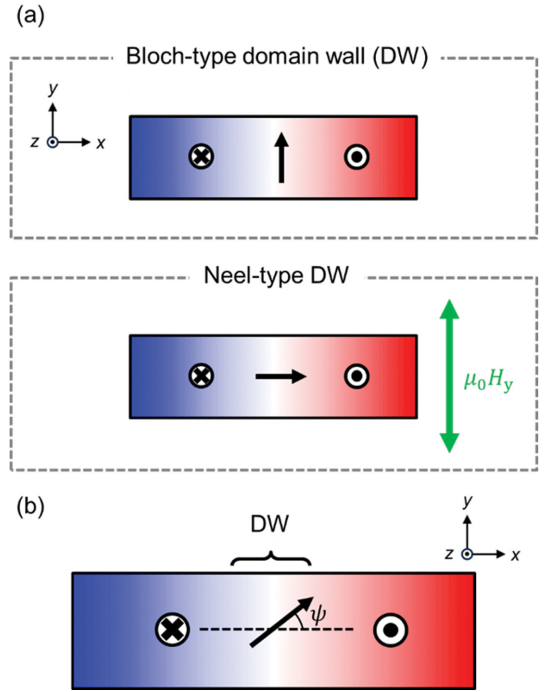 (a)
Bloch-type domain wall (DW)
y
z
x
Neel-type DW
μ₀Hy
(b)
DW
y
z
x
ψ